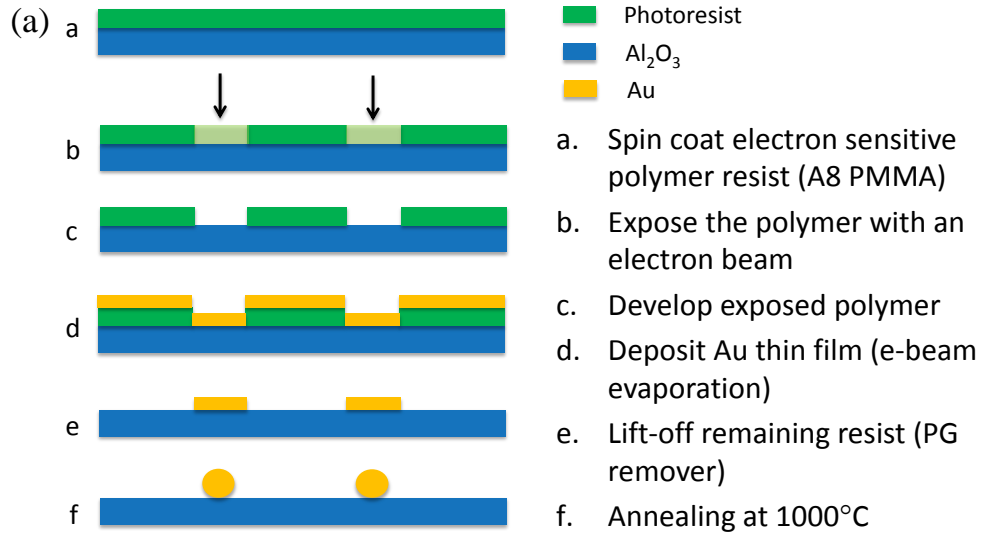 (a)
a
b
c
d
e
f
Photoresist
Al₂O₃
Au
a. Spin coat electron sensitive
polymer resist (A8 PMMA)
b. Expose the polymer with an
electron beam
c. Develop exposed polymer
d. Deposit Au thin film (e-beam
evaporation)
e. Lift-off remaining resist (PG
remover)
f. Annealing at 1000°C